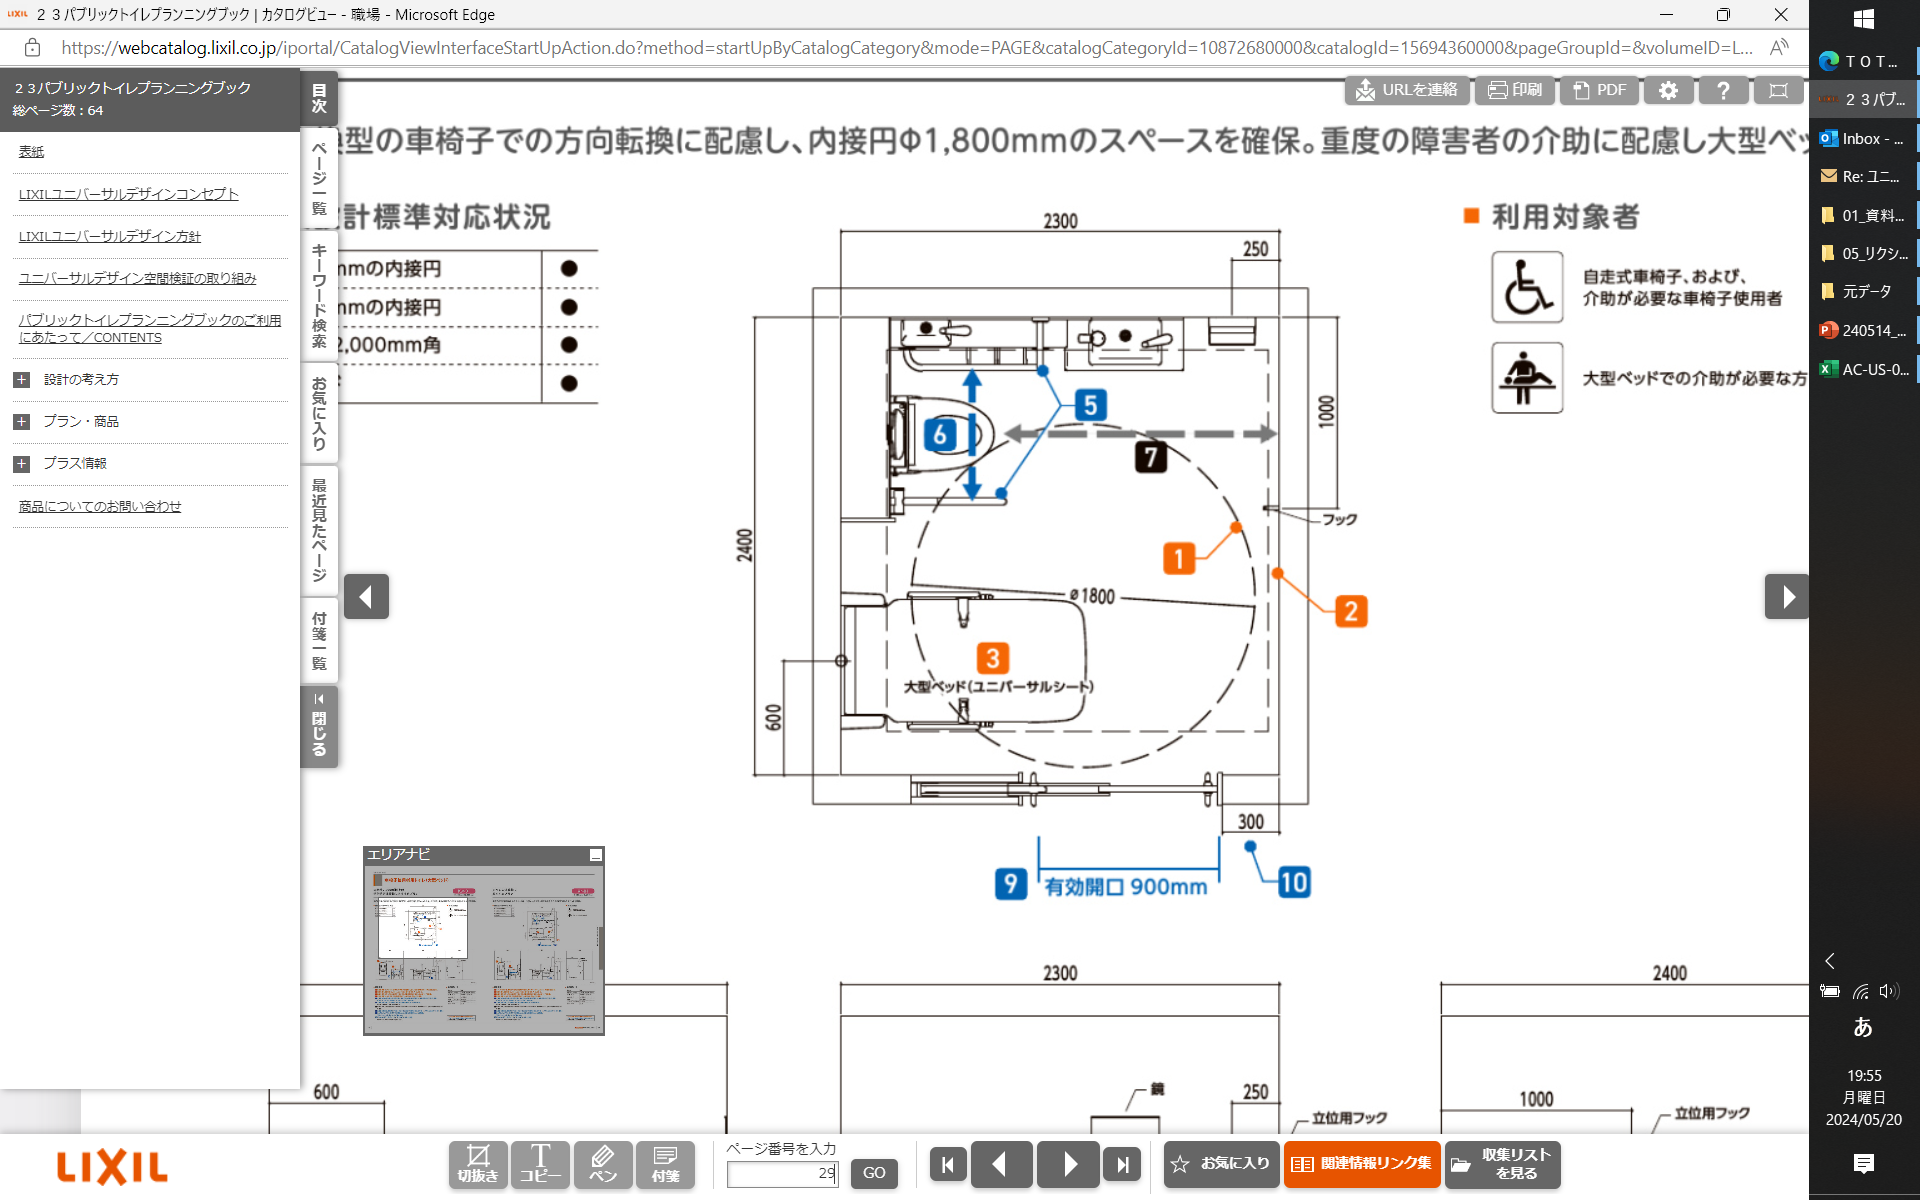 LIXIL ２３パブリックトイレプランニングブック | カタログビュー - 職場 - Microsoft Edge
https://webcatalog.lixil.co.jp/iportal/CatalogViewInterfaceStartUpAction.do?method=startUpByCatalogCategory&mode=PAGE&catalogCategoryId=10872680000&catalogId=15694360000&pageGroupId=&volumeID=L...
２３パブリックトイレプランニングブック
総ページ数 : 64
表紙
LIXILユニバーサルデザインコンセプト
LIXILユニバーサルデザイン方針
ユニバーサルデザイン空間検証の取り組み
パブリックトイレプランニングブックのご利用
にあたって／CONTENTS
設計の考え方
プラン・商品
プラス情報
商品についてのお問い合わせ
目次
ページ一覧
キーワード検索
お気に入り
最近見たページ
付箋一覧
閉じる
URLを連絡
印刷
PDF
?
型の車椅子での方向転換に配慮し、内接円Φ1,800mmのスペースを確保。重度の障害者の介助に配慮し大型ベッ
計標準対応状況
mmの内接円 ●
mmの内接円 ●
2,000mm角 ●
●
2300
250
2400
600
1000
フック
5
6
7
1
2
ø1800
3
大型ベッド（ユニバーサルシート）
300
9
有効開口 900mm
10
利用対象者
自走式車椅子、および、
介助が必要な車椅子使用者
大型ベッドでの介助が必要な方
エリアナビ
600
2300
鏡
250
立位用フック
2400
1000
立位用フック
LIXIL
切抜き
コピー
ペン
付箋
ページ番号を入力
29
GO
お気に入り
関連情報リンク集
収集リスト
を見る
ＴＯＴ...
２３パブ...
Inbox - ...
Re: ユニ...
01_資料...
05_リクシ...
元データ
240514_...
AC-US-0...
あ
19:55
月曜日
2024/05/20